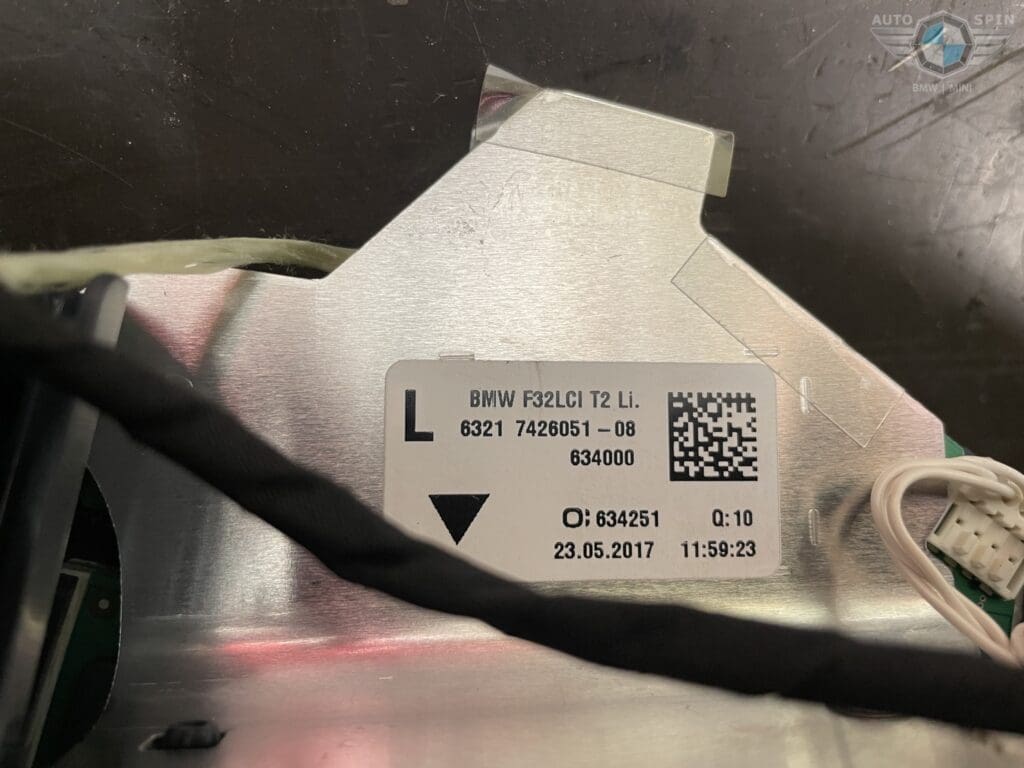 AUTO SPIN
BMW | MINI
L
BMW F32LCI T2 Li.
6321 7426051-08
634000
O: 634251 Q: 10
23.05.2017 11:59:23